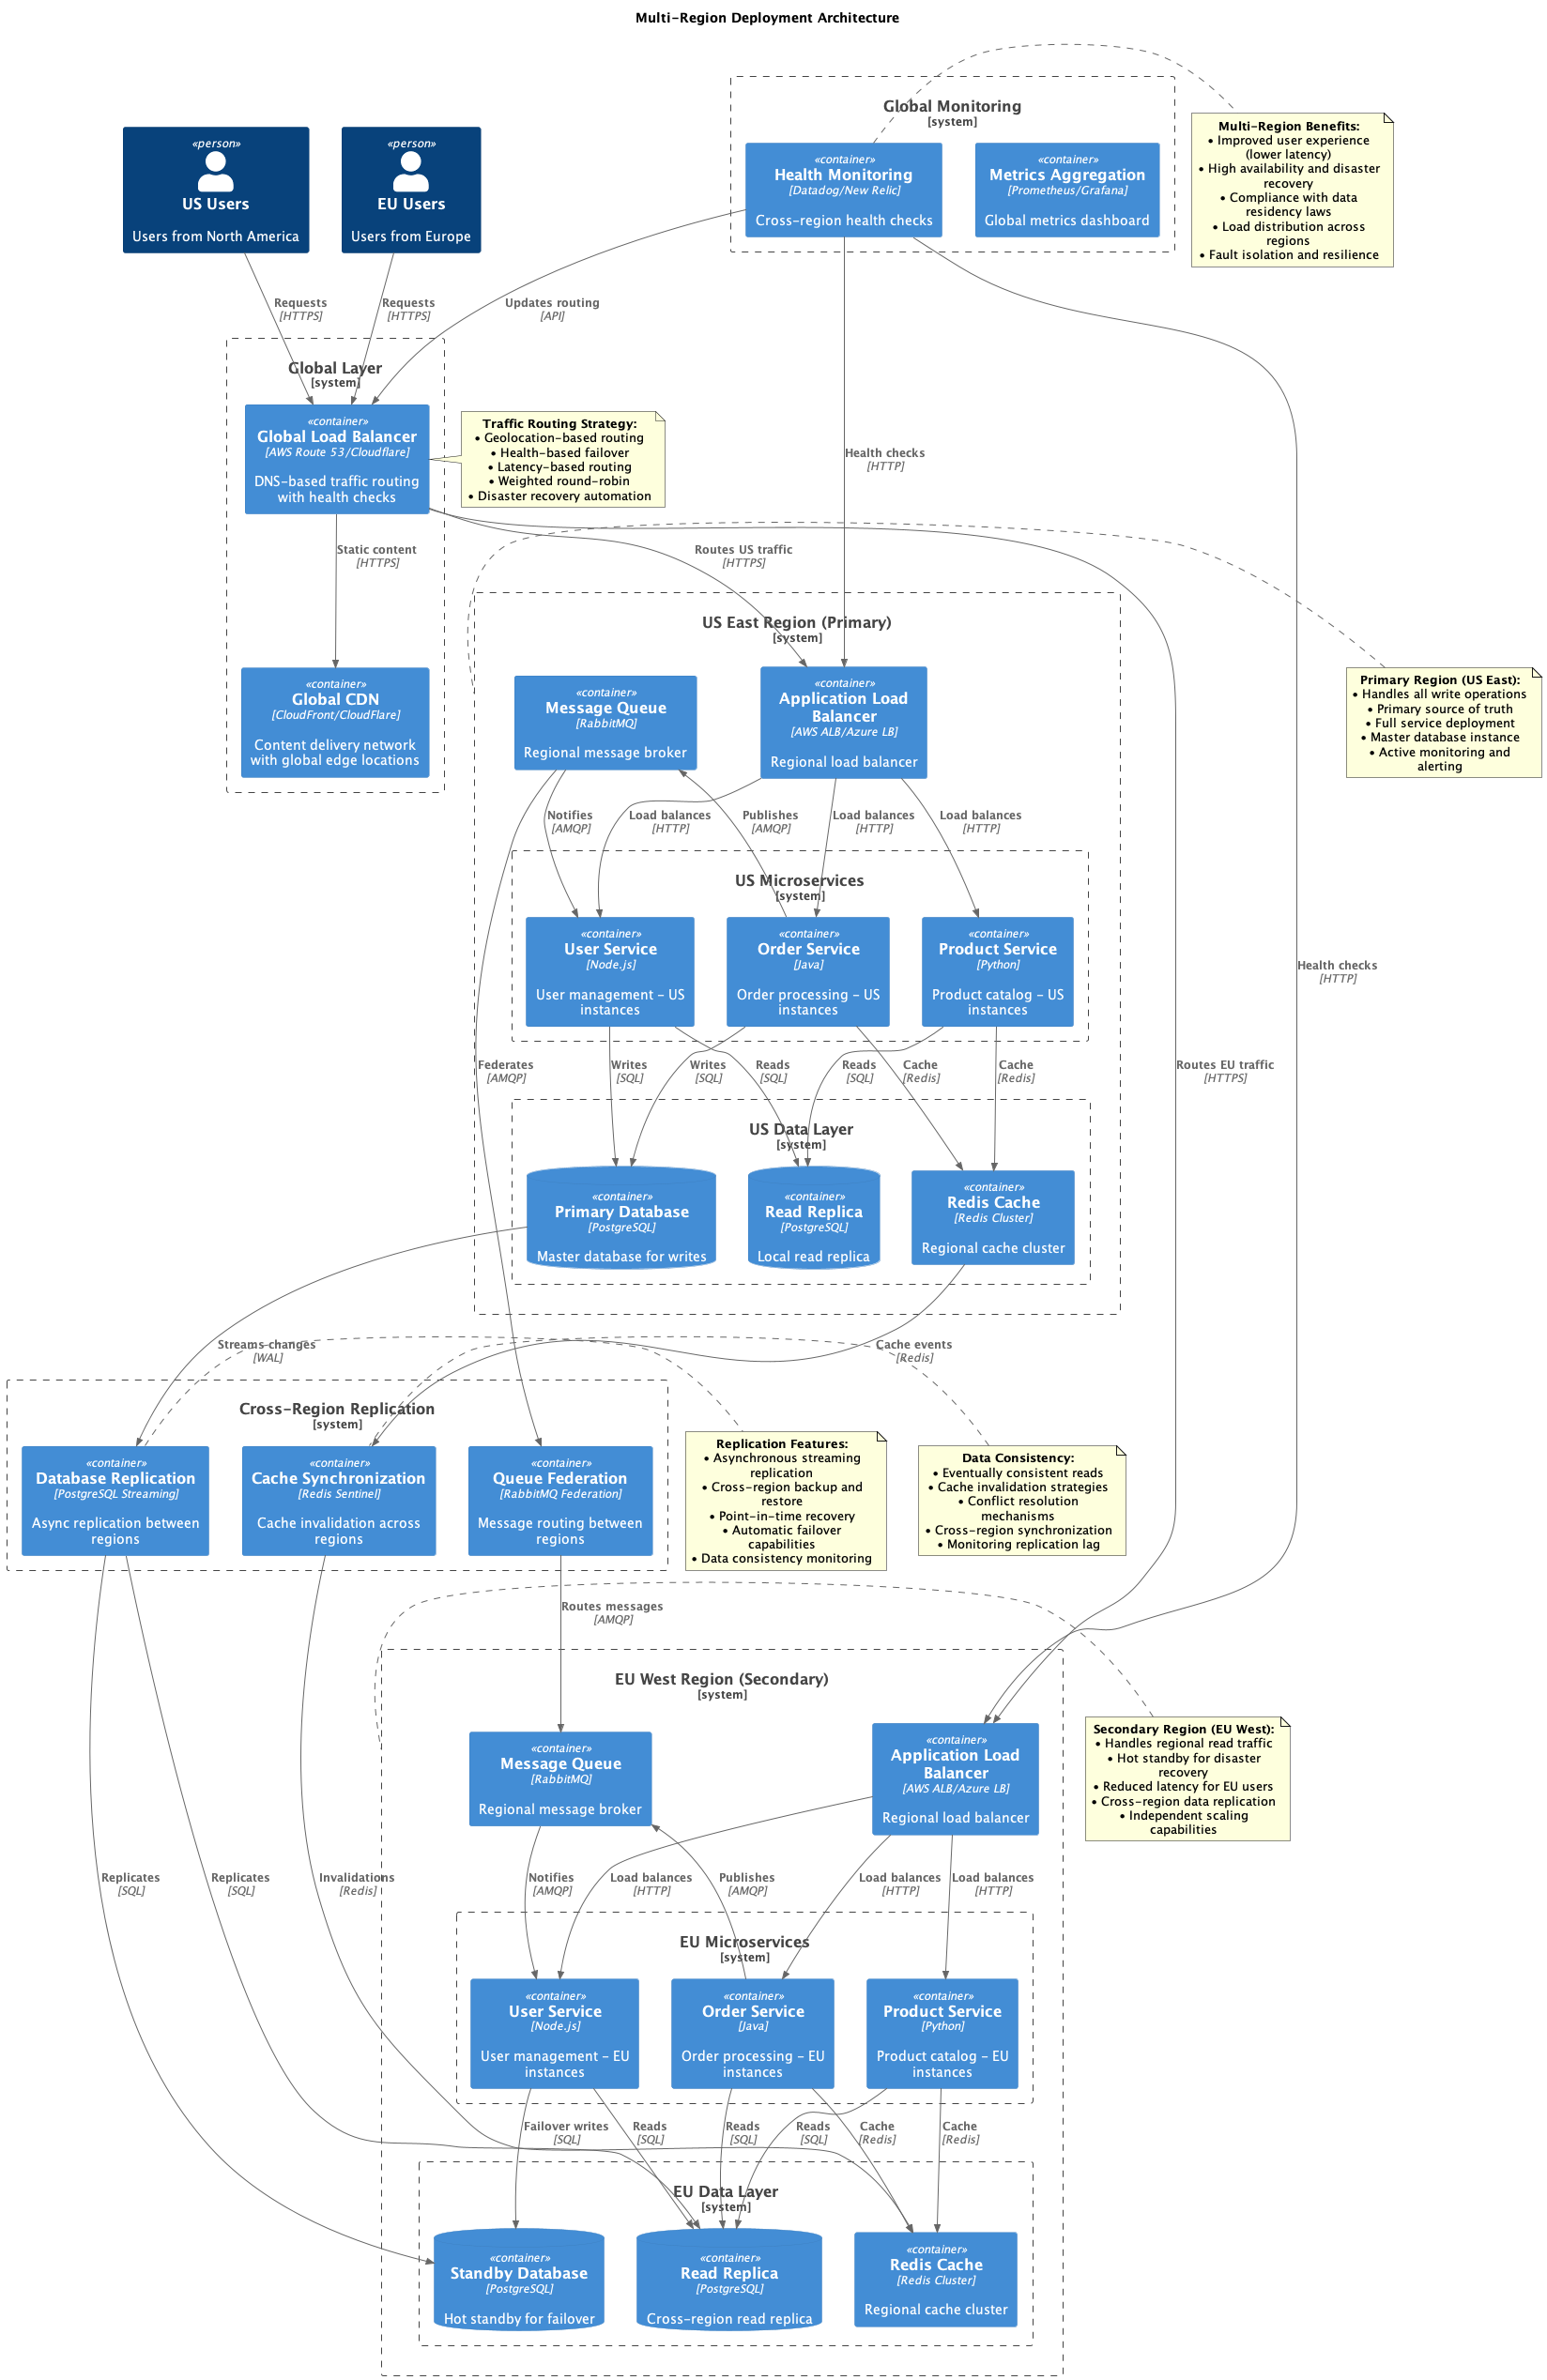 Multi-Region Deployment Architecture
Global Monitoring
[system]
«container»
Health Monitoring
[Datadog/New Relic]
Cross-region health checks
«container»
Metrics Aggregation
[Prometheus/Grafana]
Global metrics dashboard
Multi-Region Benefits:
• Improved user experience
(lower latency)
• High availability and disaster
recovery
• Compliance with data
residency laws
• Load distribution across
regions
• Fault isolation and resilience
«person»
US Users
Users from North America
«person»
EU Users
Users from Europe
Requests
[HTTPS]
Requests
[HTTPS]
Updates routing
[API]
Global Layer
[system]
«container»
Global Load Balancer
[AWS Route 53/Cloudflare]
DNS-based traffic routing
with health checks
Traffic Routing Strategy:
• Geolocation-based routing
• Health-based failover
• Latency-based routing
• Weighted round-robin
• Disaster recovery automation
Health checks
[HTTP]
Static content
[HTTPS]
Routes US traffic
[HTTPS]
«container»
Global CDN
[CloudFront/CloudFlare]
Content delivery network
with global edge locations
US East Region (Primary)
[system]
«container»
Message Queue
[RabbitMQ]
Regional message broker
«container»
Application Load
Balancer
[AWS ALB/Azure LB]
Regional load balancer
Primary Region (US East):
• Handles all write operations
• Primary source of truth
• Full service deployment
• Master database instance
• Active monitoring and
alerting
Notifies
[AMQP]
Load balances
[HTTP]
Publishes
[AMQP]
Load balances
[HTTP]
Load balances
[HTTP]
US Microservices
[system]
«container»
User Service
[Node.js]
User management - US
instances
«container»
Order Service
[Java]
Order processing - US
instances
«container»
Product Service
[Python]
Product catalog - US
instances
Health checks
[HTTP]
Federates
[AMQP]
Writes
[SQL]
Writes
[SQL]
Reads
[SQL]
Reads
[SQL]
Cache
[Redis]
Cache
[Redis]
Routes EU traffic
[HTTPS]
US Data Layer
[system]
«container»
Primary Database
[PostgreSQL]
Master database for writes
«container»
Read Replica
[PostgreSQL]
Local read replica
«container»
Redis Cache
[Redis Cluster]
Regional cache cluster
Streams changes
[WAL]
Cache events
[Redis]
Cross-Region Replication
[system]
«container»
Database Replication
[PostgreSQL Streaming]
Async replication between
regions
«container»
Cache Synchronization
[Redis Sentinel]
Cache invalidation across
regions
«container»
Queue Federation
[RabbitMQ Federation]
Message routing between
regions
Replication Features:
• Asynchronous streaming
replication
• Cross-region backup and
restore
• Point-in-time recovery
• Automatic failover
capabilities
• Data consistency monitoring
Data Consistency:
• Eventually consistent reads
• Cache invalidation strategies
• Conflict resolution
mechanisms
• Cross-region synchronization
• Monitoring replication lag
Routes messages
[AMQP]
EU West Region (Secondary)
[system]
«container»
Message Queue
[RabbitMQ]
Regional message broker
«container»
Application Load
Balancer
[AWS ALB/Azure LB]
Regional load balancer
Secondary Region (EU West):
• Handles regional read traffic
• Hot standby for disaster
recovery
• Reduced latency for EU users
• Cross-region data replication
• Independent scaling
capabilities
Replicates
[SQL]
Replicates
[SQL]
Invalidations
[Redis]
Notifies
[AMQP]
Load balances
[HTTP]
Publishes
[AMQP]
Load balances
[HTTP]
Load balances
[HTTP]
EU Microservices
[system]
«container»
User Service
[Node.js]
User management - EU
instances
«container»
Order Service
[Java]
Order processing - EU
instances
«container»
Product Service
[Python]
Product catalog - EU
instances
Failover writes
[SQL]
Reads
[SQL]
Reads
[SQL]
Reads
[SQL]
Cache
[Redis]
Cache
[Redis]
EU Data Layer
[system]
«container»
Standby Database
[PostgreSQL]
Hot standby for failover
«container»
Read Replica
[PostgreSQL]
Cross-region read replica
«container»
Redis Cache
[Redis Cluster]
Regional cache cluster